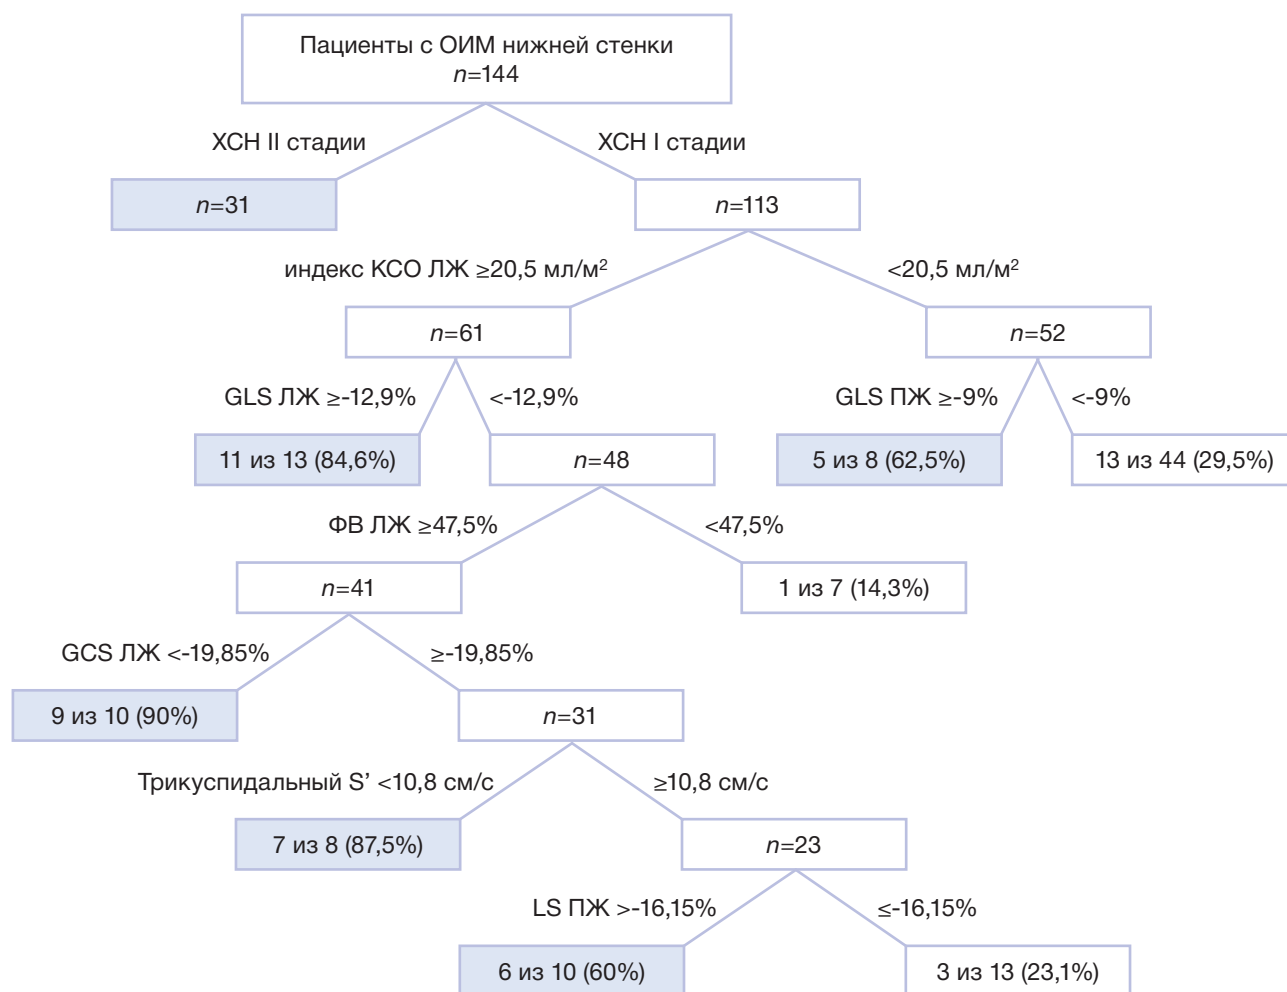 Пациенты с ОИМ нижней стенки
n=144
ХСН II стадии
ХСН I стадии
n=31
n=113
индекс КСО ЛЖ ≥20,5 мл/м²
<20,5 мл/м²
n=61
n=52
GLS ЛЖ ≥-12,9%
<-12,9%
GLS ПЖ ≥-9%
<-9%
11 из 13 (84,6%)
n=48
5 из 8 (62,5%)
13 из 44 (29,5%)
ФВ ЛЖ ≥47,5%
<47,5%
n=41
1 из 7 (14,3%)
GCS ЛЖ <-19,85%
≥-19,85%
9 из 10 (90%)
n=31
Трикуспидальный S’ <10,8 см/с
≥10,8 см/с
7 из 8 (87,5%)
n=23
LS ПЖ >-16,15%
≤-16,15%
6 из 10 (60%)
3 из 13 (23,1%)